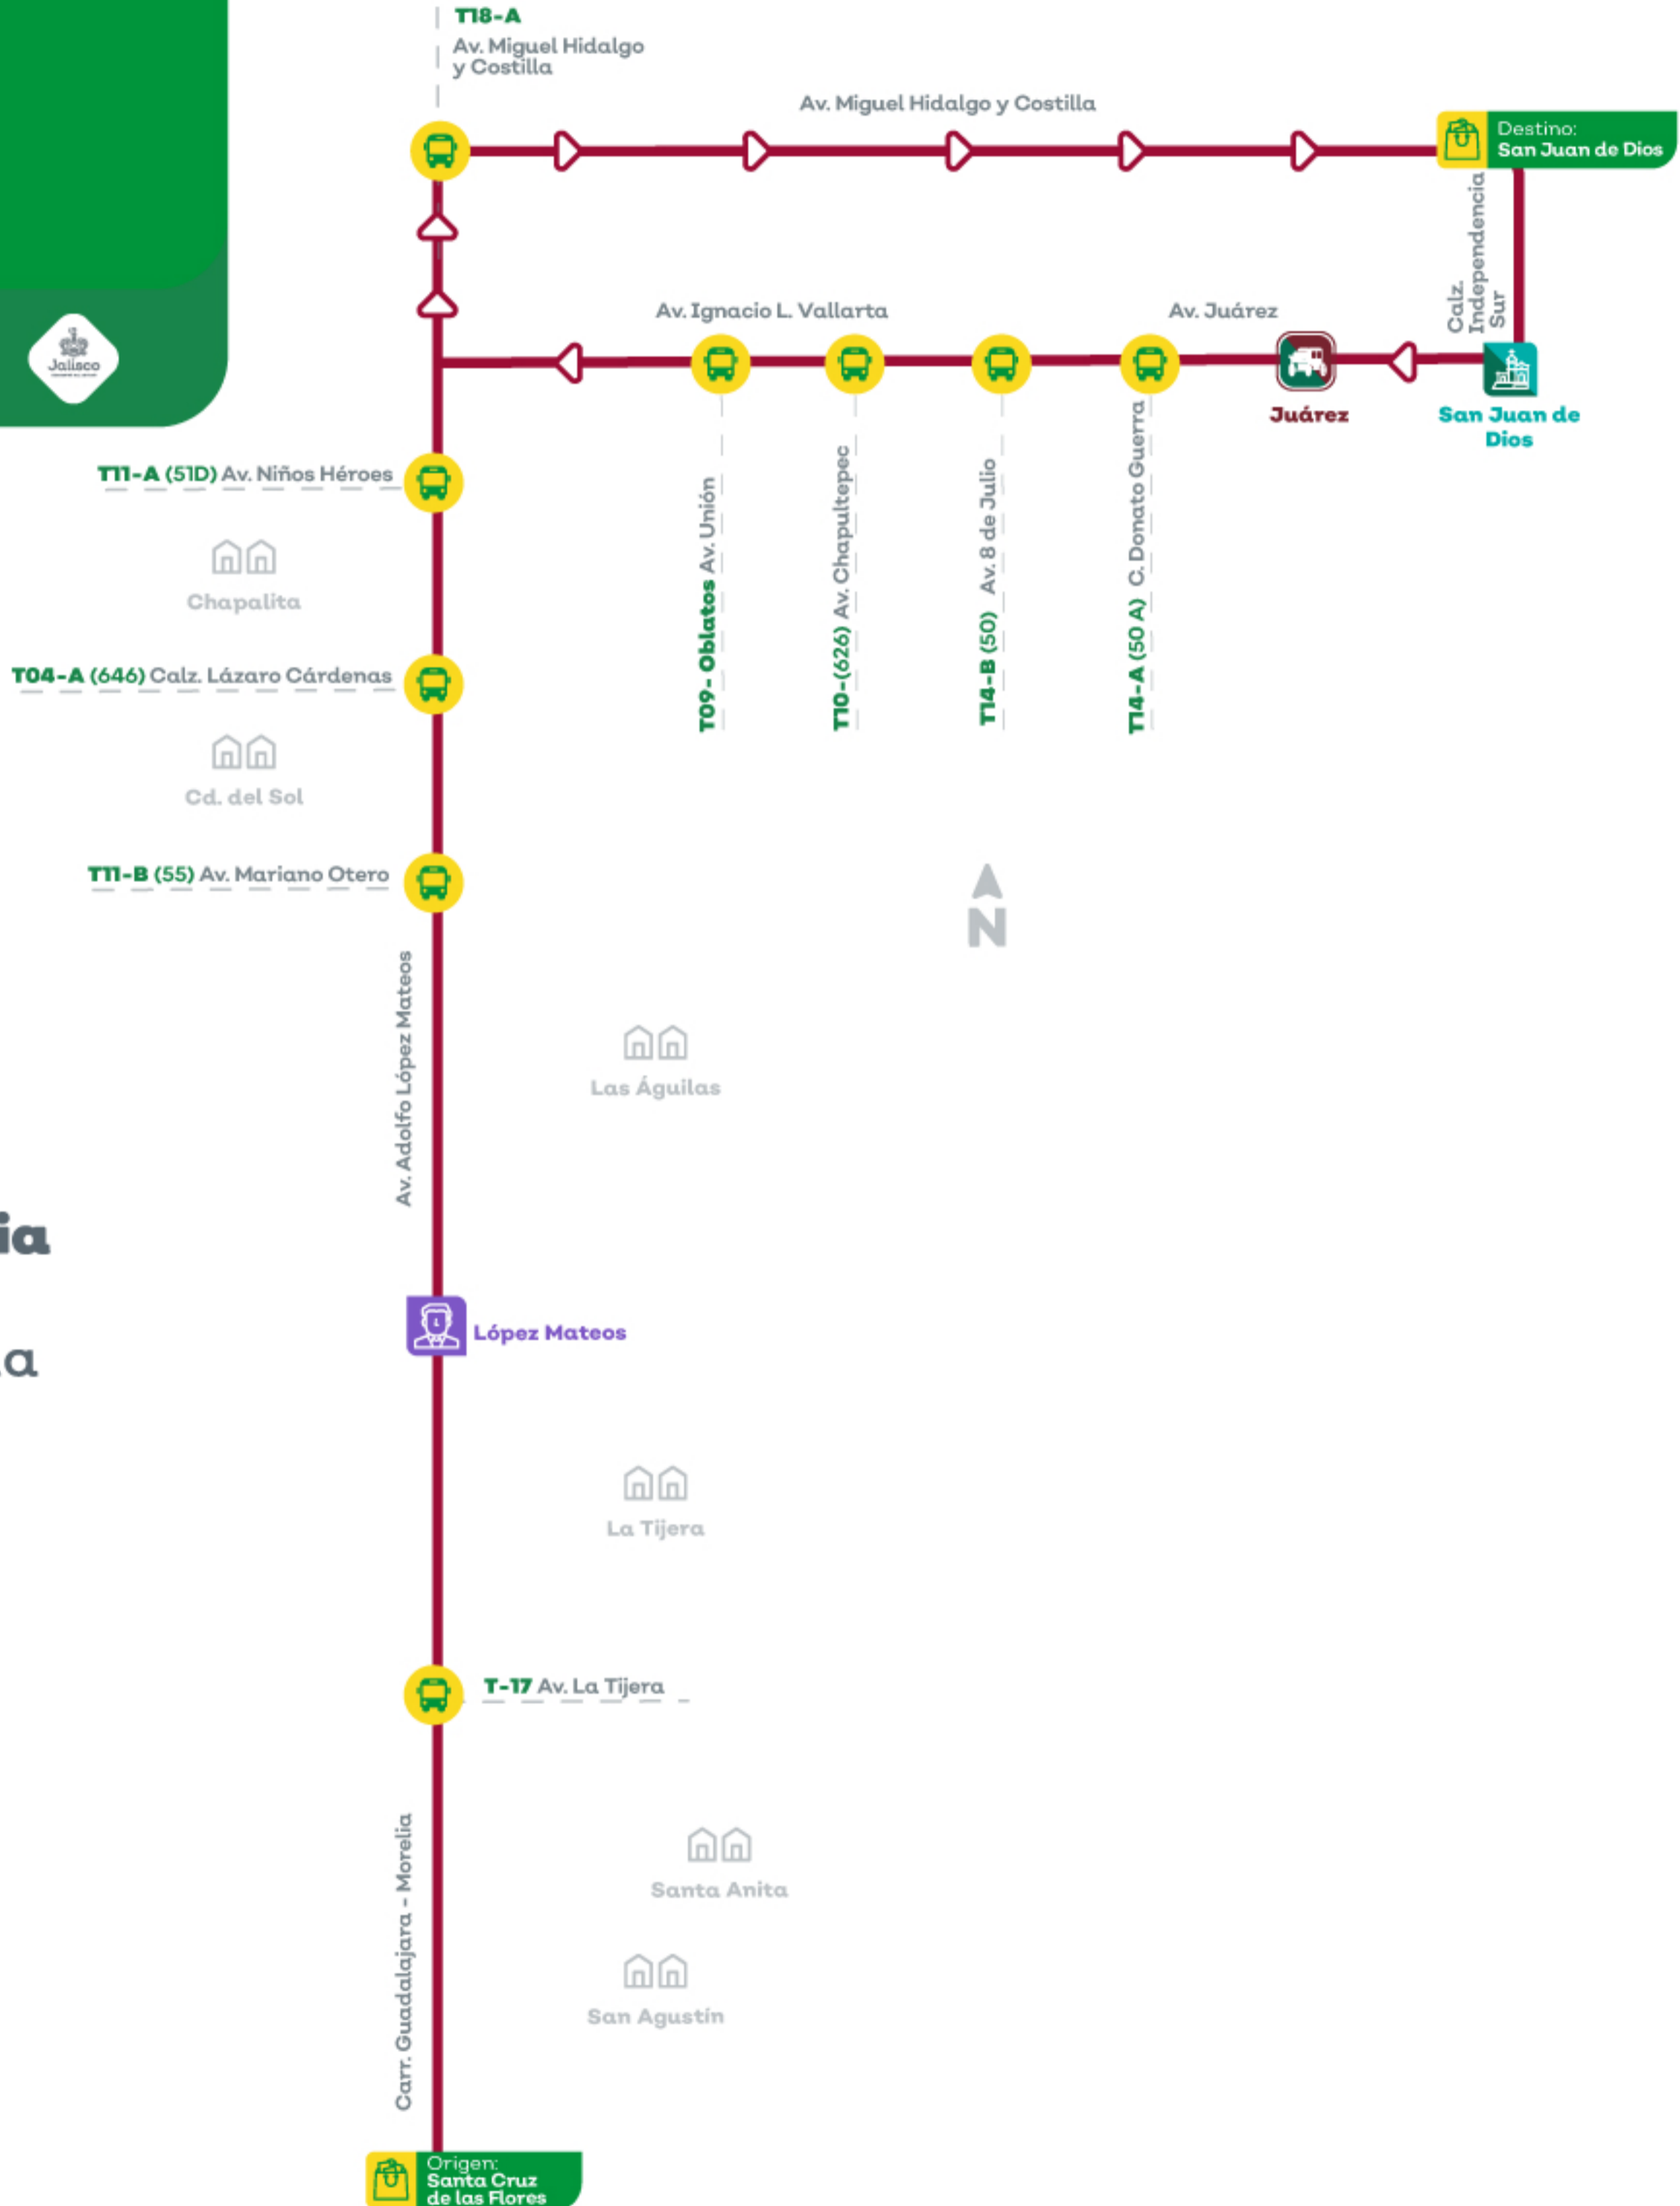 T18-A
Av. Miguel Hidalgo
y Costilla
Av. Miguel Hidalgo y Costilla
Destino:
San Juan de Dios
Calz.
Independencia
Sur
Av. Ignacio L. Vallarta
Av. Juárez
Jalisco
Juárez
San Juan de
Dios
T11-A (51D) Av. Niños Héroes
T09- Oblatos Av. Unión
T10-(626) Av. Chapultepec
T14-B (50) Av. 8 de Julio
T14-A (50 A) C. Donato Guerra
Chapalita
T04-A (646) Calz. Lázaro Cárdenas
Cd. del Sol
T11-B (55) Av. Mariano Otero
N
Av. Adolfo López Mateos
Las Águilas
ia
López Mateos
a
La Tijera
T-17 Av. La Tijera
Carr. Guadalajara - Morelia
Santa Anita
San Agustín
Origen:
Santa Cruz
de las Flores